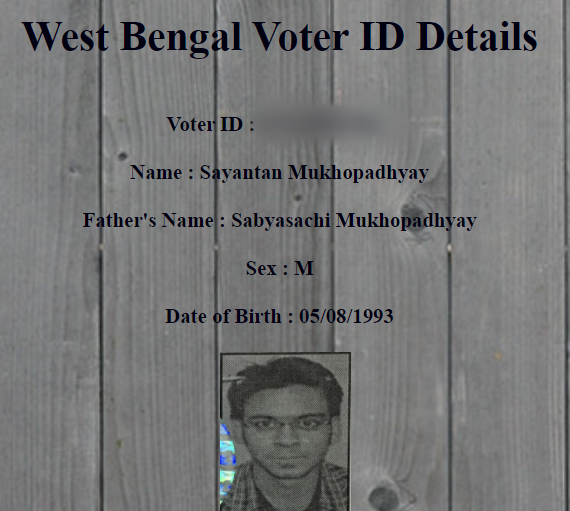 West Bengal Voter ID Details
Voter ID :
Name : Sayantan Mukhopadhyay
Father's Name : Sabyasachi Mukhopadhyay
Sex : M
Date of Birth : 05/08/1993